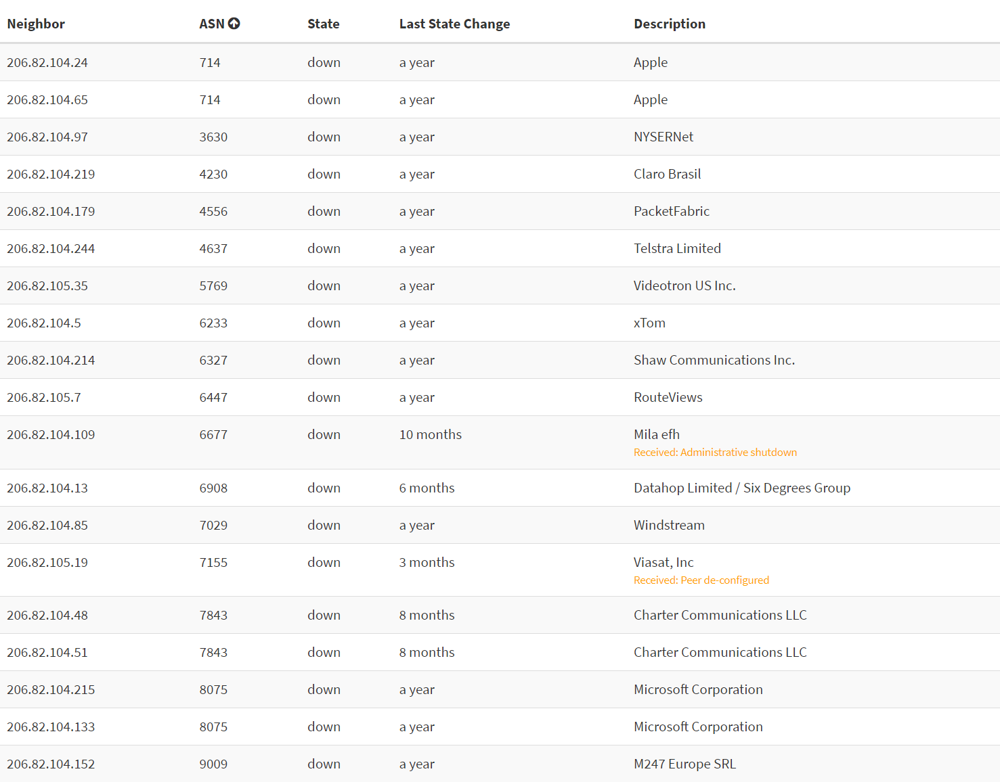 Neighbor ASN State Last State Change Description
206.82.104.24 714 down a year Apple
206.82.104.65 714 down a year Apple
206.82.104.97 3630 down a year NYSERNet
206.82.104.219 4230 down a year Claro Brasil
206.82.104.179 4556 down a year PacketFabric
206.82.104.244 4637 down a year Telstra Limited
206.82.105.35 5769 down a year Videotron US Inc.
206.82.104.5 6233 down a year xTom
206.82.104.214 6327 down a year Shaw Communications Inc.
206.82.105.7 6447 down a year RouteViews
206.82.104.109 6677 down 10 months Mila efh
Received: Administrative shutdown
206.82.104.13 6908 down 6 months Datahop Limited / Six Degrees Group
206.82.104.85 7029 down a year Windstream
206.82.105.19 7155 down 3 months Viasat, Inc
Received: Peer de-configured
206.82.104.48 7843 down 8 months Charter Communications LLC
206.82.104.51 7843 down 8 months Charter Communications LLC
206.82.104.215 8075 down a year Microsoft Corporation
206.82.104.133 8075 down a year Microsoft Corporation
206.82.104.152 9009 down a year M247 Europe SRL